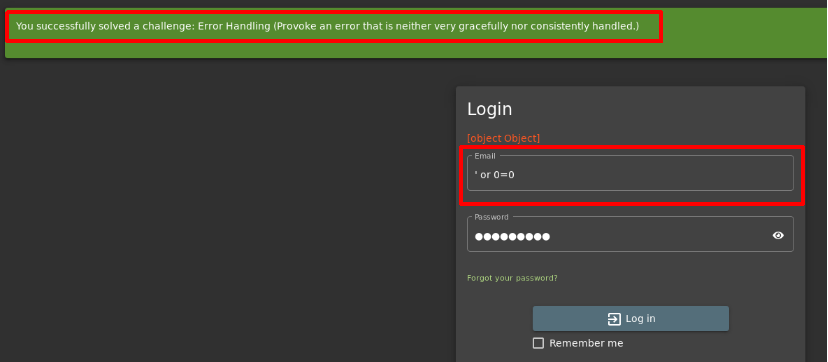 You successfully solved a challenge: Error Handling (Provoke an error that is neither very gracefully nor consistently handled.)
Login
[object Object]
Email
' or 0=0
Password
●●●●●●●●●
Forgot your password?
Log in
Remember me